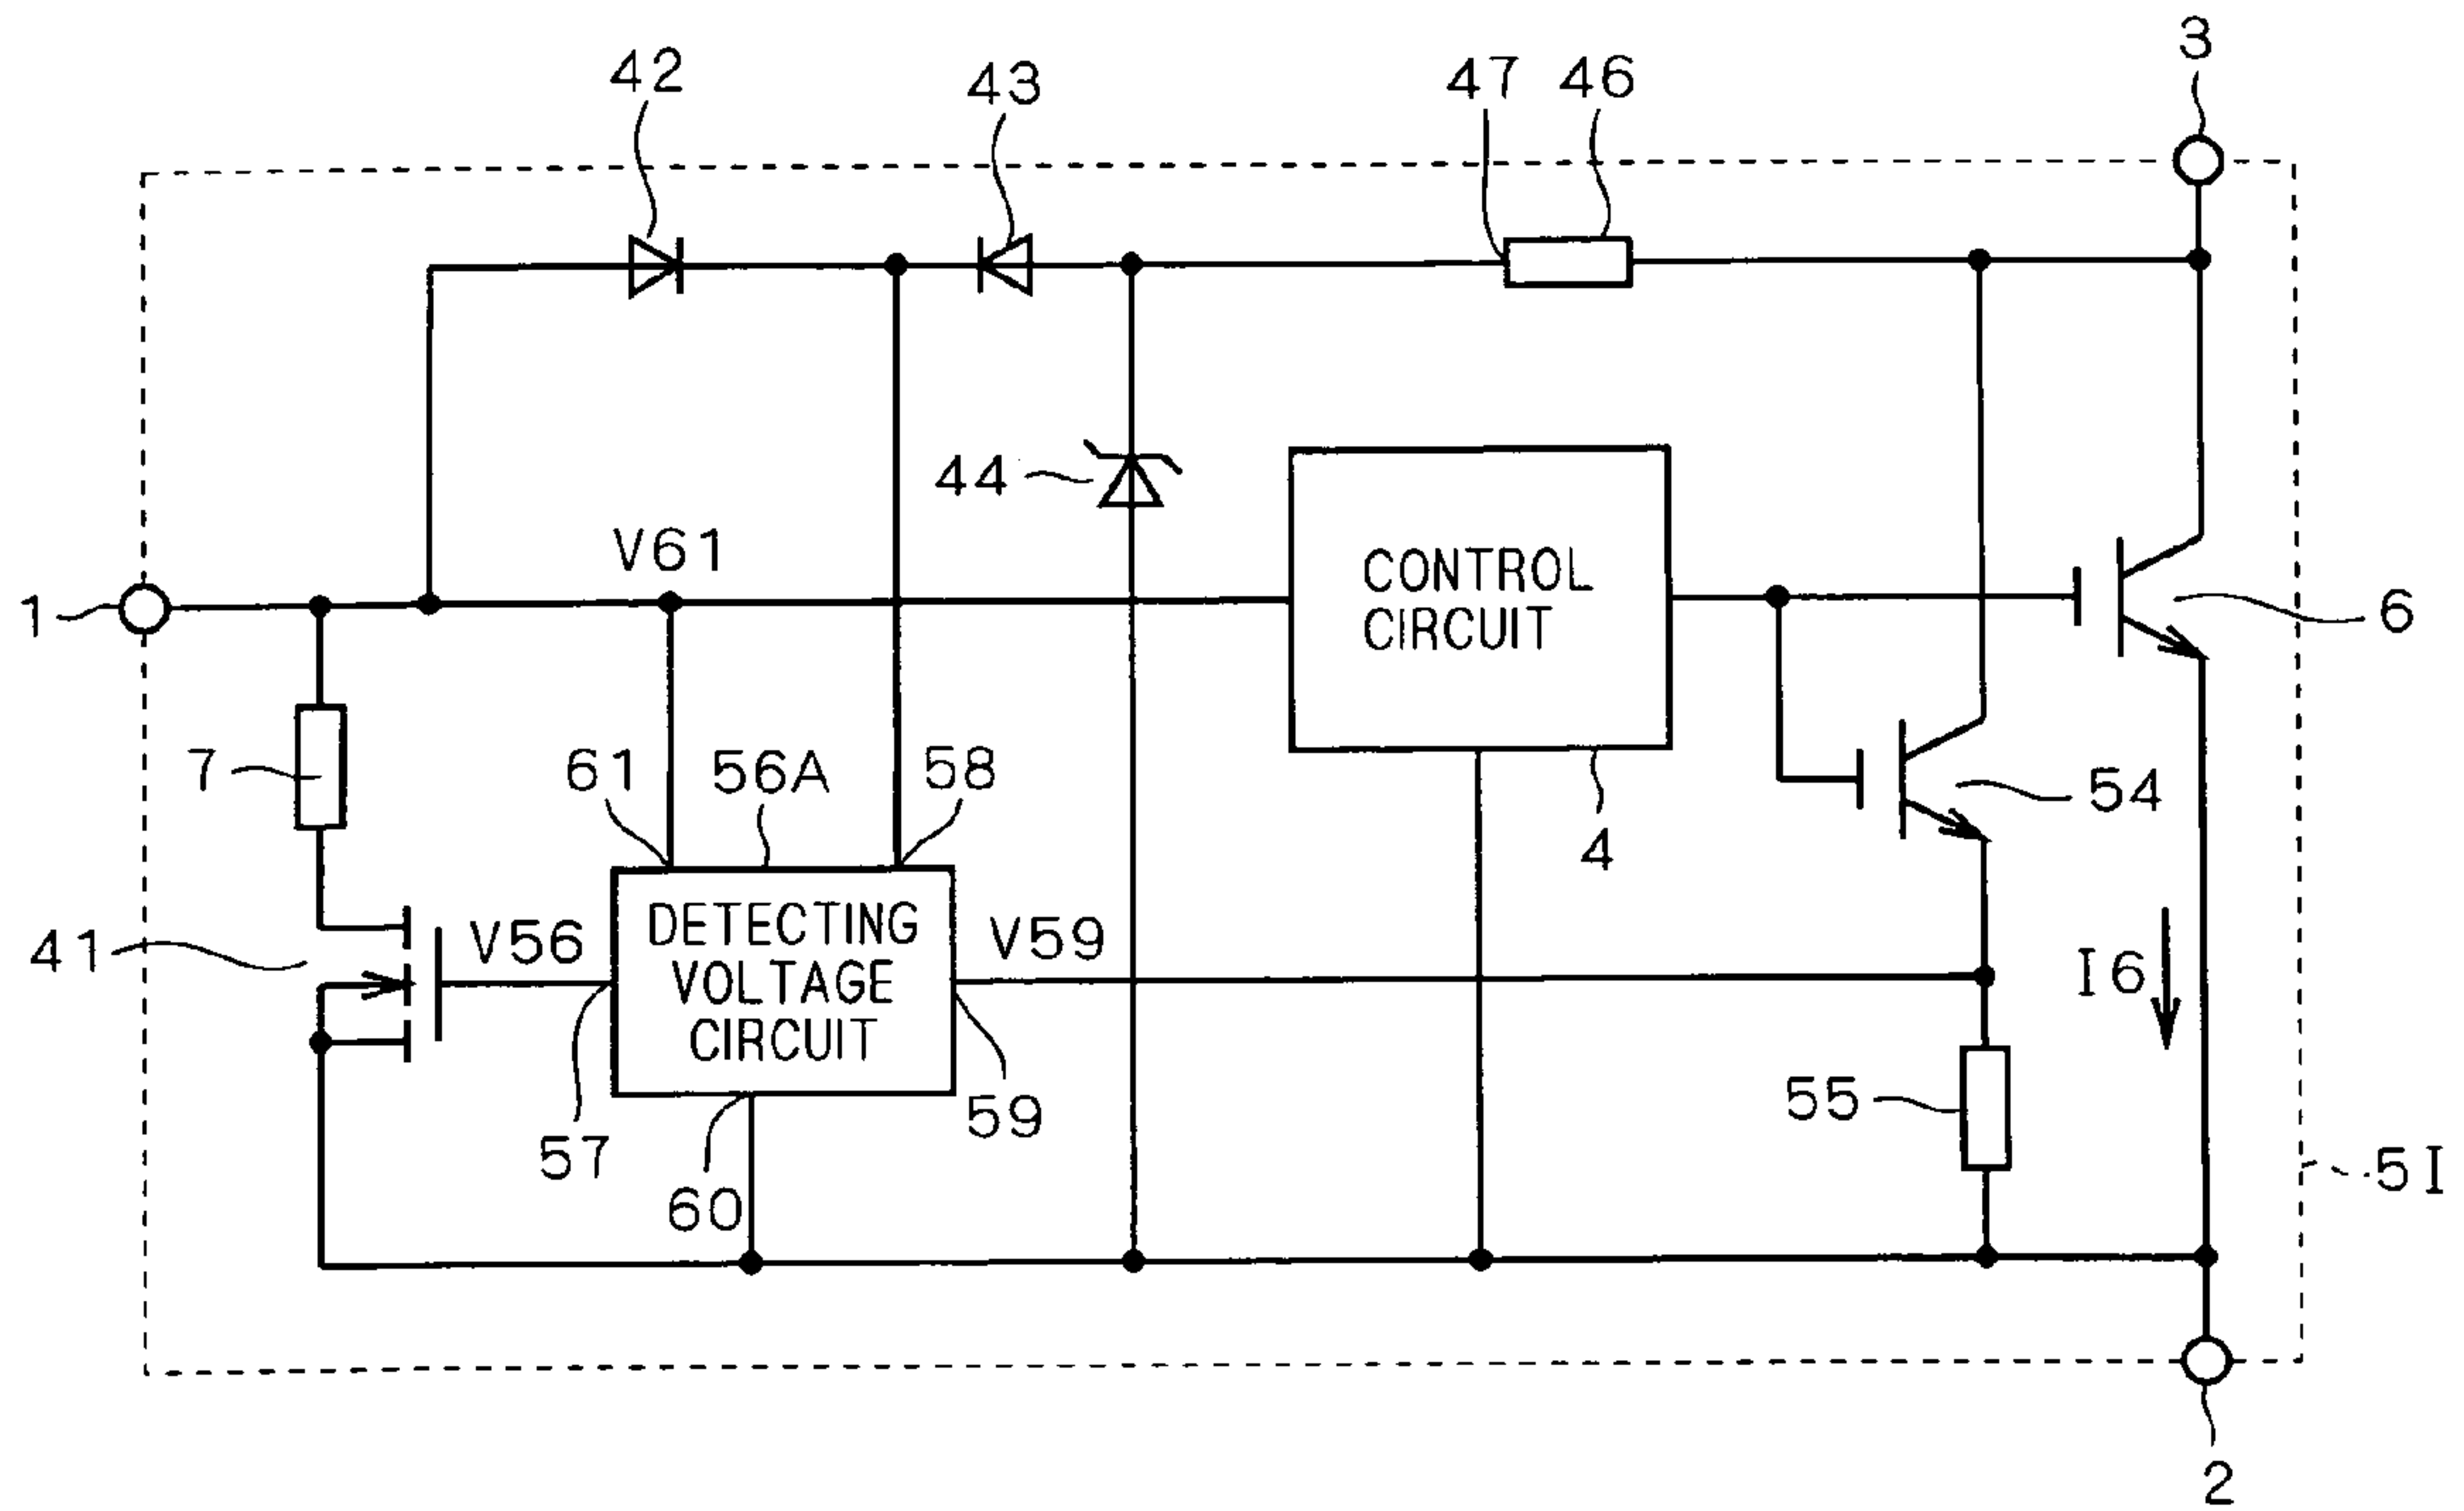 3
42
43
47
46
44
V61
CONTROL
CIRCUIT
1
6
7
61
56A
58
54
4
41
V56
DETECTING
VOLTAGE
CIRCUIT
V59
I6
57
60
59
55
5I
2